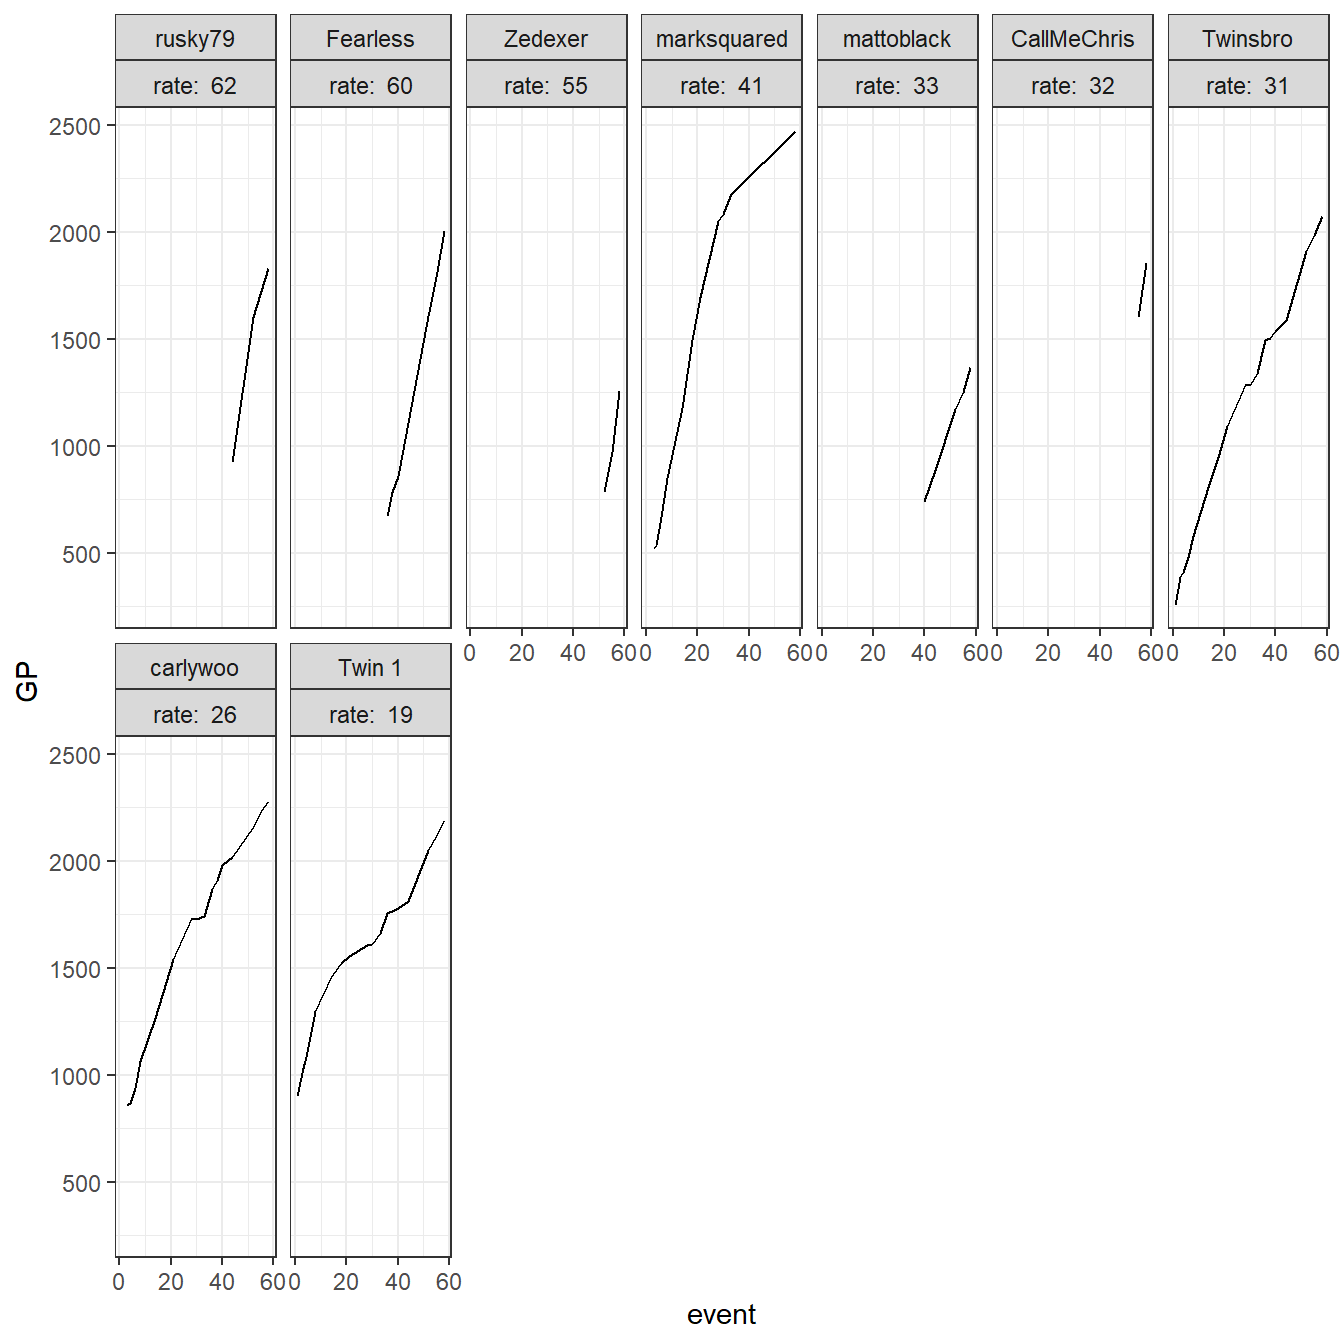 rusky79 Fearless Zedexer marksquared mattoblack CallMeChris Twinsbro
rate: 62 rate: 60 rate: 55 rate: 41 rate: 33 rate: 32 rate: 31
2500
2000
1500
1000
500
0 20 40 60 0 20 40 60 0 20 40 60 0 20 40 60 0 20 40 60
carlywoo Twin 1
rate: 26 rate: 19
GP
2500
2000
1500
1000
500
0 20 40 60 0 20 40 60
event